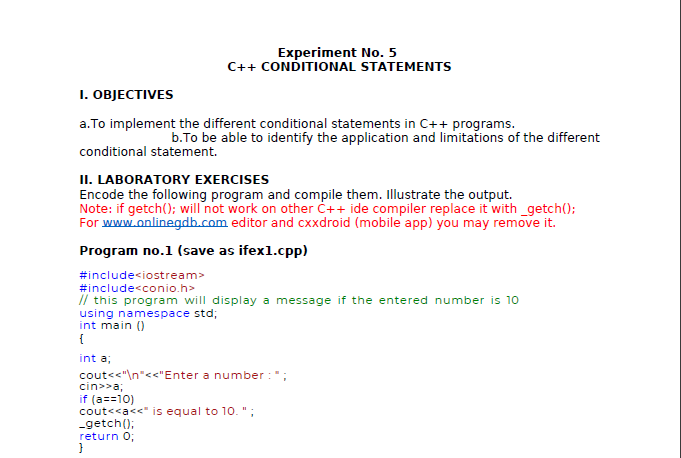 Experiment No. 5
C++ CONDITIONAL STATEMENTS
I. OBJECTIVES
a.To implement the different conditional statements in C++ programs.
b.To be able to identify the application and limitations of the different
conditional statement.
II. LABORATORY EXERCISES
Encode the following program and compile them. Illustrate the output.
Note: if getch(); will not work on other C++ ide compiler replace it with _getch();
For www.onlinegdb.com editor and cxxdroid (mobile app) you may remove it.
Program no.1 (save as ifex1.cpp)
#include<iostream>
#include<conio.h>
// this program will display a message if the entered number is 10
using namespace std;
int main ()
{
int a;
cout<<"\n"<<"Enter a number : " ;
cin>>a;
if (a==10)
cout<<a<<" is equal to 10. " ;
_getch();
return 0;
}